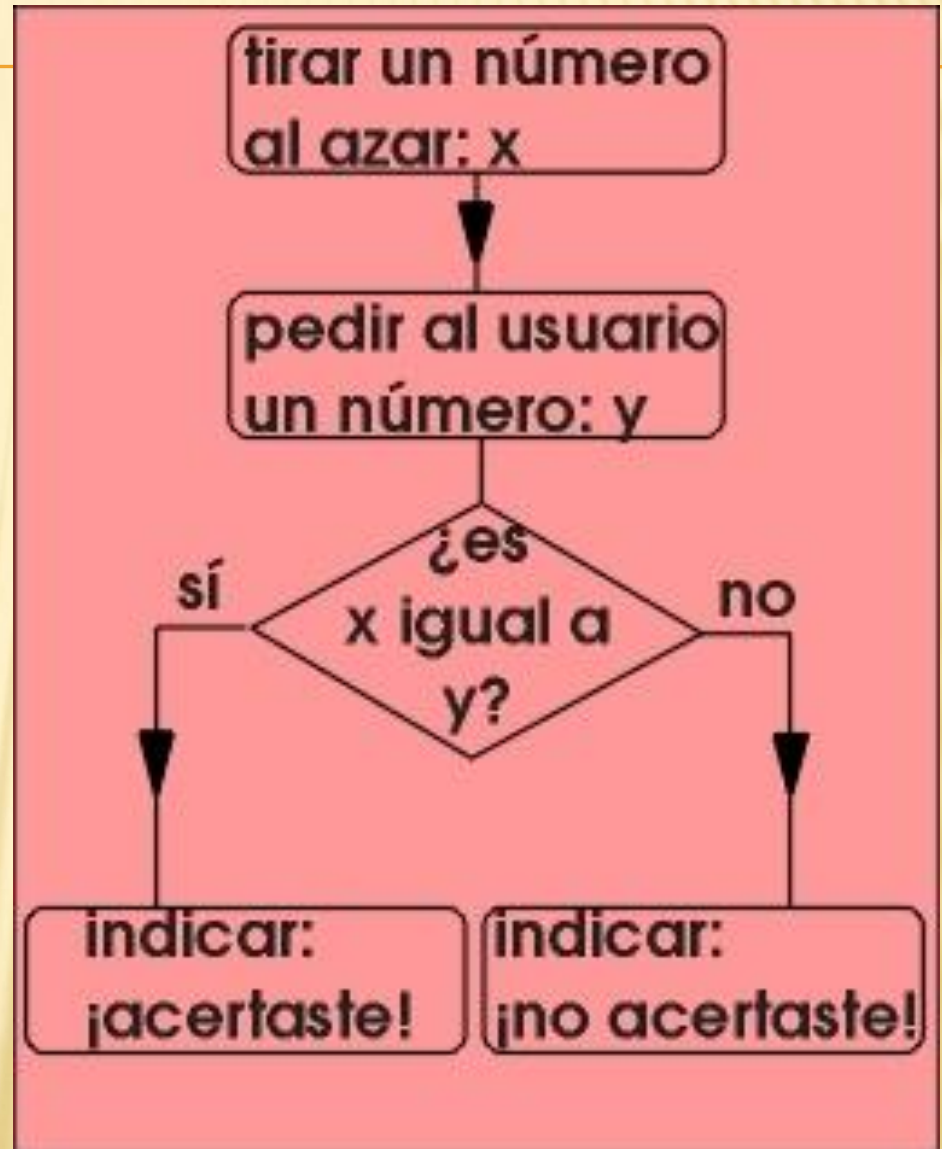 tirar un número
al azar: x
pedir al usuario
un número: y
¿es
x igual a
y?
sí
no
indicar:
¡acertaste!
indicar:
¡no acertaste!